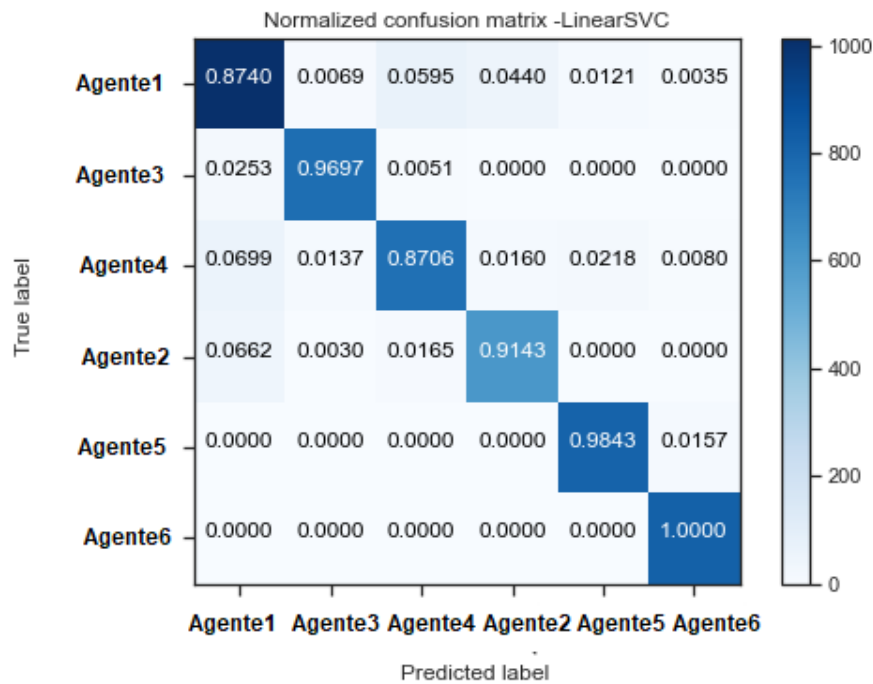 Normalized confusion matrix -LinearSVC
Agente1 0.8740 0.0069 0.0595 0.0440 0.0121 0.0035
Agente3 0.0253 0.9697 0.0051 0.0000 0.0000 0.0000
Agente4 0.0699 0.0137 0.8706 0.0160 0.0218 0.0080
Agente2 0.0662 0.0030 0.0165 0.9143 0.0000 0.0000
Agente5 0.0000 0.0000 0.0000 0.0000 0.9843 0.0157
Agente6 0.0000 0.0000 0.0000 0.0000 0.0000 1.0000
Agente1 Agente3 Agente4 Agente2 Agente5 Agente6
True label
Predicted label
1000
800
600
400
200
0